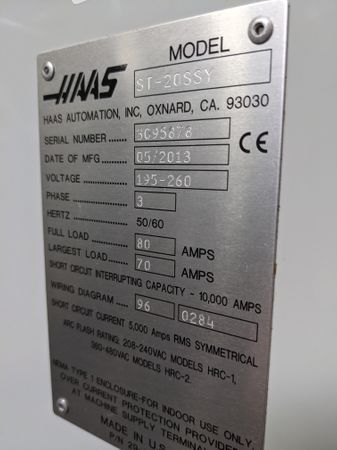 MODEL
HAAS ST-20SSY
HAAS AUTOMATION, INC, OXNARD, CA. 93030
SERIAL NUMBER ........ 3095878
DATE OF MFG ........ 05/2013 CE
VOLTAGE ................ 195-260
PHASE ................... 3
HERTZ ................... 50/60
FULL LOAD ............ 80 AMPS
LARGEST LOAD ...... 70 AMPS
SHORT CIRCUIT INTERRUPTING CAPACITY - 10,000 AMPS
WIRING DIAGRAM ...... 96 0284
SHORT CIRCUIT CURRENT 5,000 Amps RMS SYMMETRICAL
ARC FLASH RATING: 208-240VAC MODELS HRC-1,
380-480VAC MODELS HRC-2.
NEMA TYPE 1 ENCLOSURE-FOR INDOOR USE ONLY.
OVER CURRENT PROTECTION PROVIDED
AT MACHINE SUPPLY TERMINAL
MADE IN U.S.
P/N 29